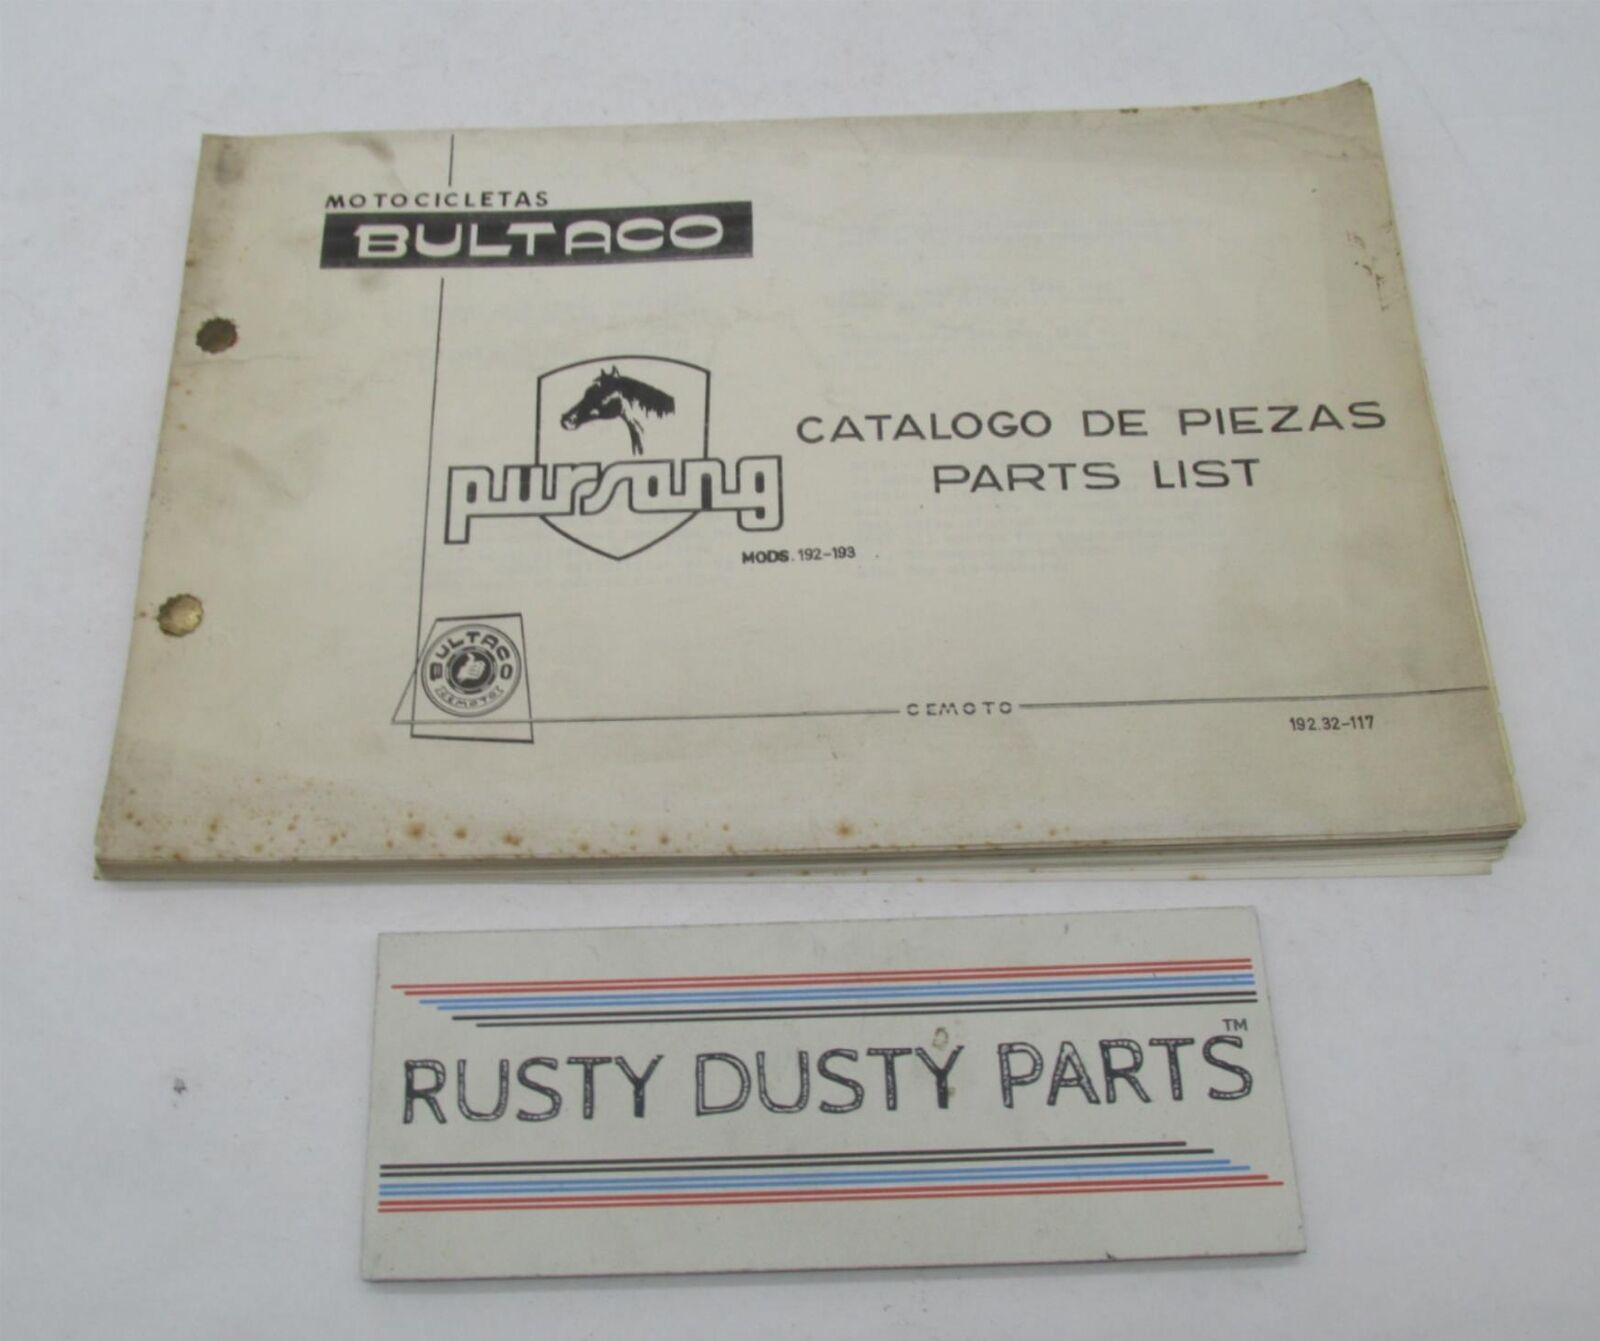 MOTOCICLETAS
BULTACO
pursang
CATALOGO DE PIEZAS
PARTS LIST
MODS. 192-193
BULTACO
CEMOTO
CEMOTO
192.32-117
RUSTY DUSTY PARTS™